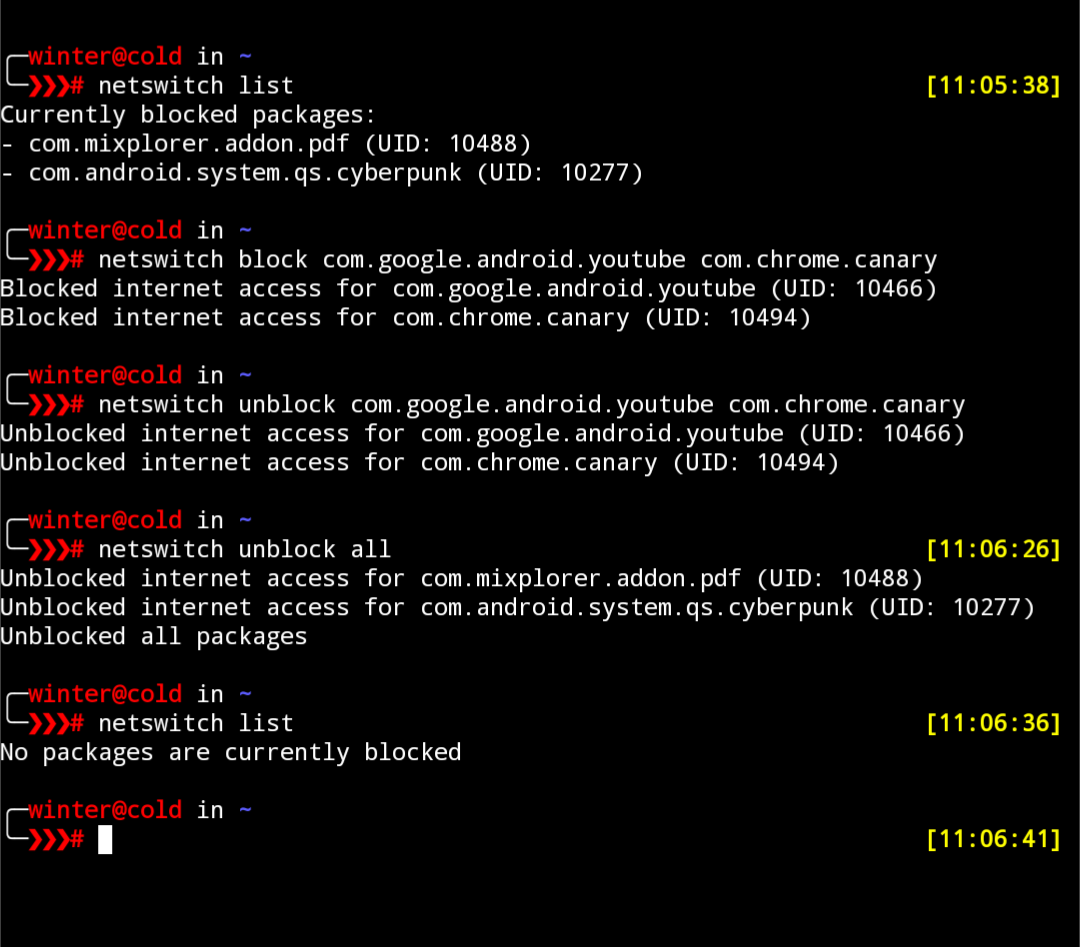 ╭─winter@cold in ~
╰─❯❯❯# netswitch list [11:05:38]
Currently blocked packages:
- com.mixplorer.addon.pdf (UID: 10488)
- com.android.system.qs.cyberpunk (UID: 10277)
╭─winter@cold in ~
╰─❯❯❯# netswitch block com.google.android.youtube com.chrome.canary
Blocked internet access for com.google.android.youtube (UID: 10466)
Blocked internet access for com.chrome.canary (UID: 10494)
╭─winter@cold in ~
╰─❯❯❯# netswitch unblock com.google.android.youtube com.chrome.canary
Unblocked internet access for com.google.android.youtube (UID: 10466)
Unblocked internet access for com.chrome.canary (UID: 10494)
╭─winter@cold in ~
╰─❯❯❯# netswitch unblock all [11:06:26]
Unblocked internet access for com.mixplorer.addon.pdf (UID: 10488)
Unblocked internet access for com.android.system.qs.cyberpunk (UID: 10277)
Unblocked all packages
╭─winter@cold in ~
╰─❯❯❯# netswitch list [11:06:36]
No packages are currently blocked
╭─winter@cold in ~
╰─❯❯❯# [11:06:41]